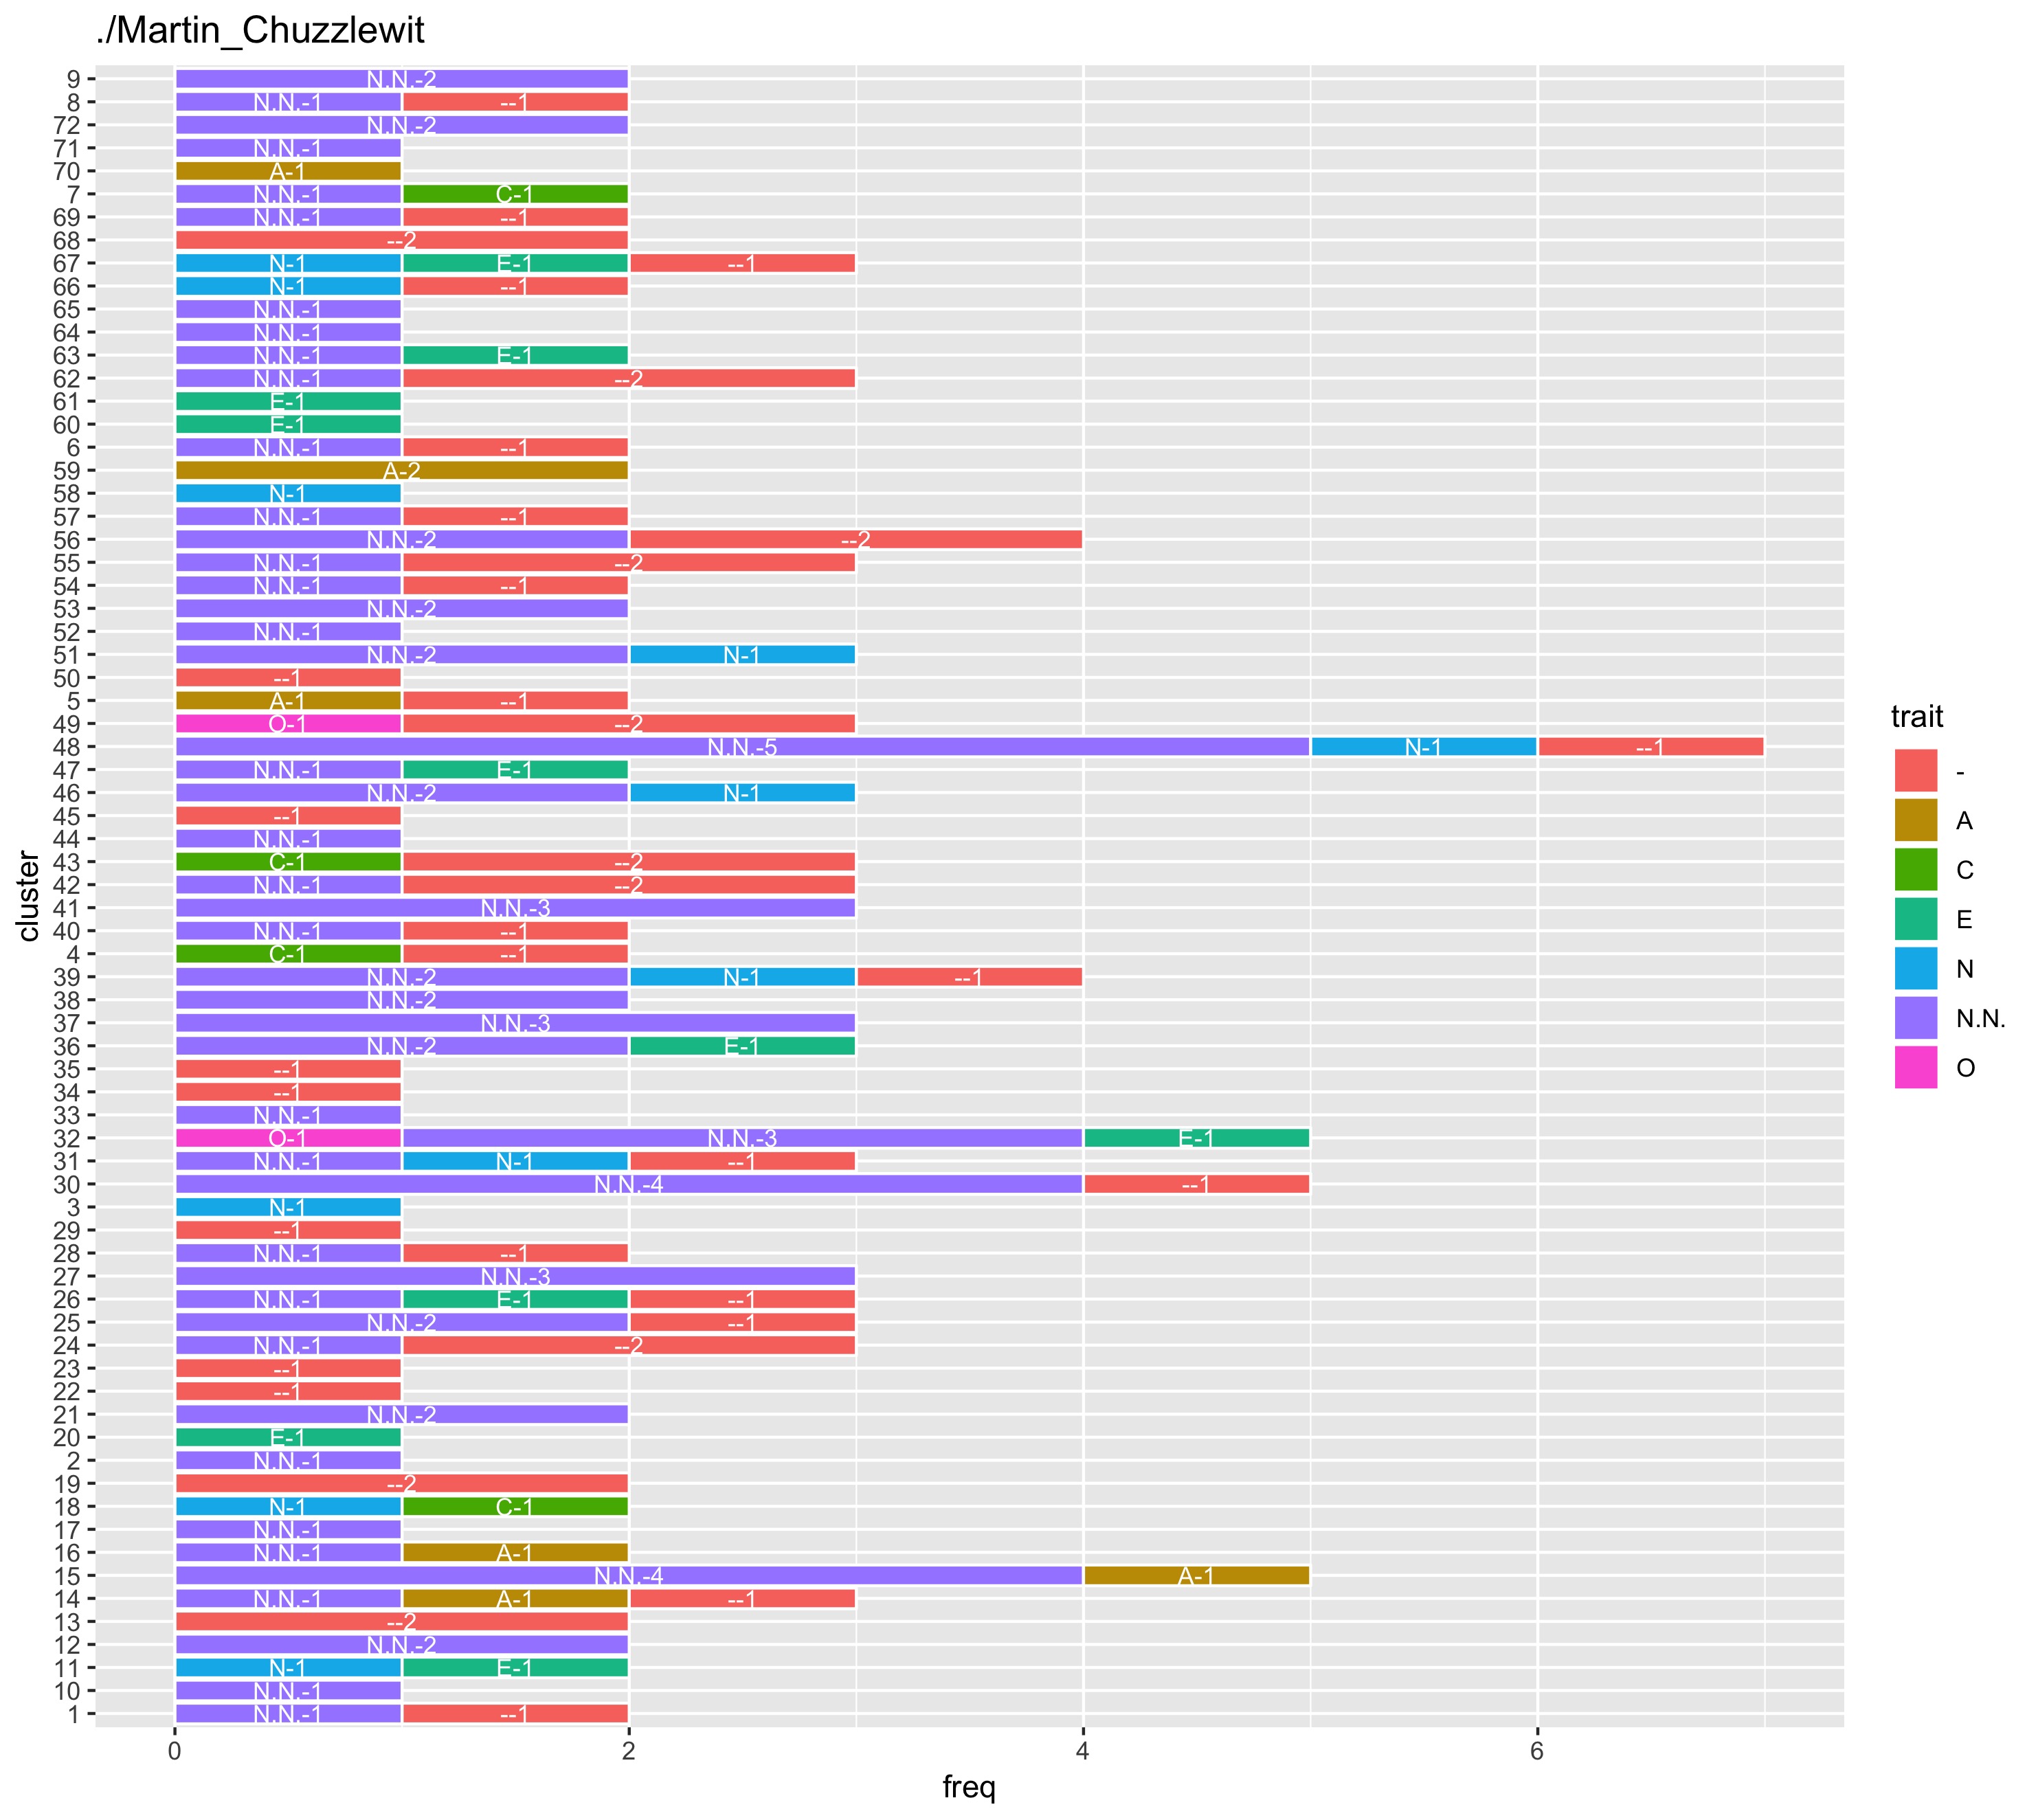 ./Martin_Chuzzlewit
9 N.N.-2
8 N.N.-1 --1
72 N.N.-2
71 N.N.-1
70 A-1
7 N.N.-1 C-1
69 N.N.-1 --1
68 --2
67 N-1 E-1 --1
66 N-1 --1
65 N.N.-1
64 N.N.-1
63 N.N.-1 E-1
62 N.N.-1 --2
61 E-1
60 E-1
6 N.N.-1 --1
59 A-2
58 N-1
57 N.N.-1 --1
56 N.N.-2 --2
55 N.N.-1 --2
54 N.N.-1 --1
53 N.N.-2
52 N.N.-1
51 N.N.-2 N-1
50 --1
5 A-1 --1
49 O-1 --2
48 N.N.-5 N-1 --1
47 N.N.-1 E-1
46 N.N.-2 N-1
45 --1
44 N.N.-1
43 C-1 --2
42 N.N.-1 --2
41 N.N.-3
40 N.N.-1 --1
4 C-1 --1
39 N.N.-2 N-1 --1
38 N.N.-2
37 N.N.-3
36 N.N.-2 E-1
35 --1
34 --1
33 N.N.-1
32 O-1 N.N.-3 E-1
31 N.N.-1 N-1 --1
30 N.N.-4 --1
3 N-1
29 --1
28 N.N.-1 --1
27 N.N.-3
26 N.N.-1 E-1 --1
25 N.N.-2 --1
24 N.N.-1 --2
23 --1
22 --1
21 N.N.-2
20 E-1
2 N.N.-1
19 --2
18 N-1 C-1
17 N.N.-1
16 N.N.-1 A-1
15 N.N.-4 A-1
14 N.N.-1 A-1 --1
13 --2
12 N.N.-2
11 N-1 E-1
10 N.N.-1
1 N.N.-1 --1
0 2 4 6
freq
cluster
trait
-
A
C
E
N
N.N.
O